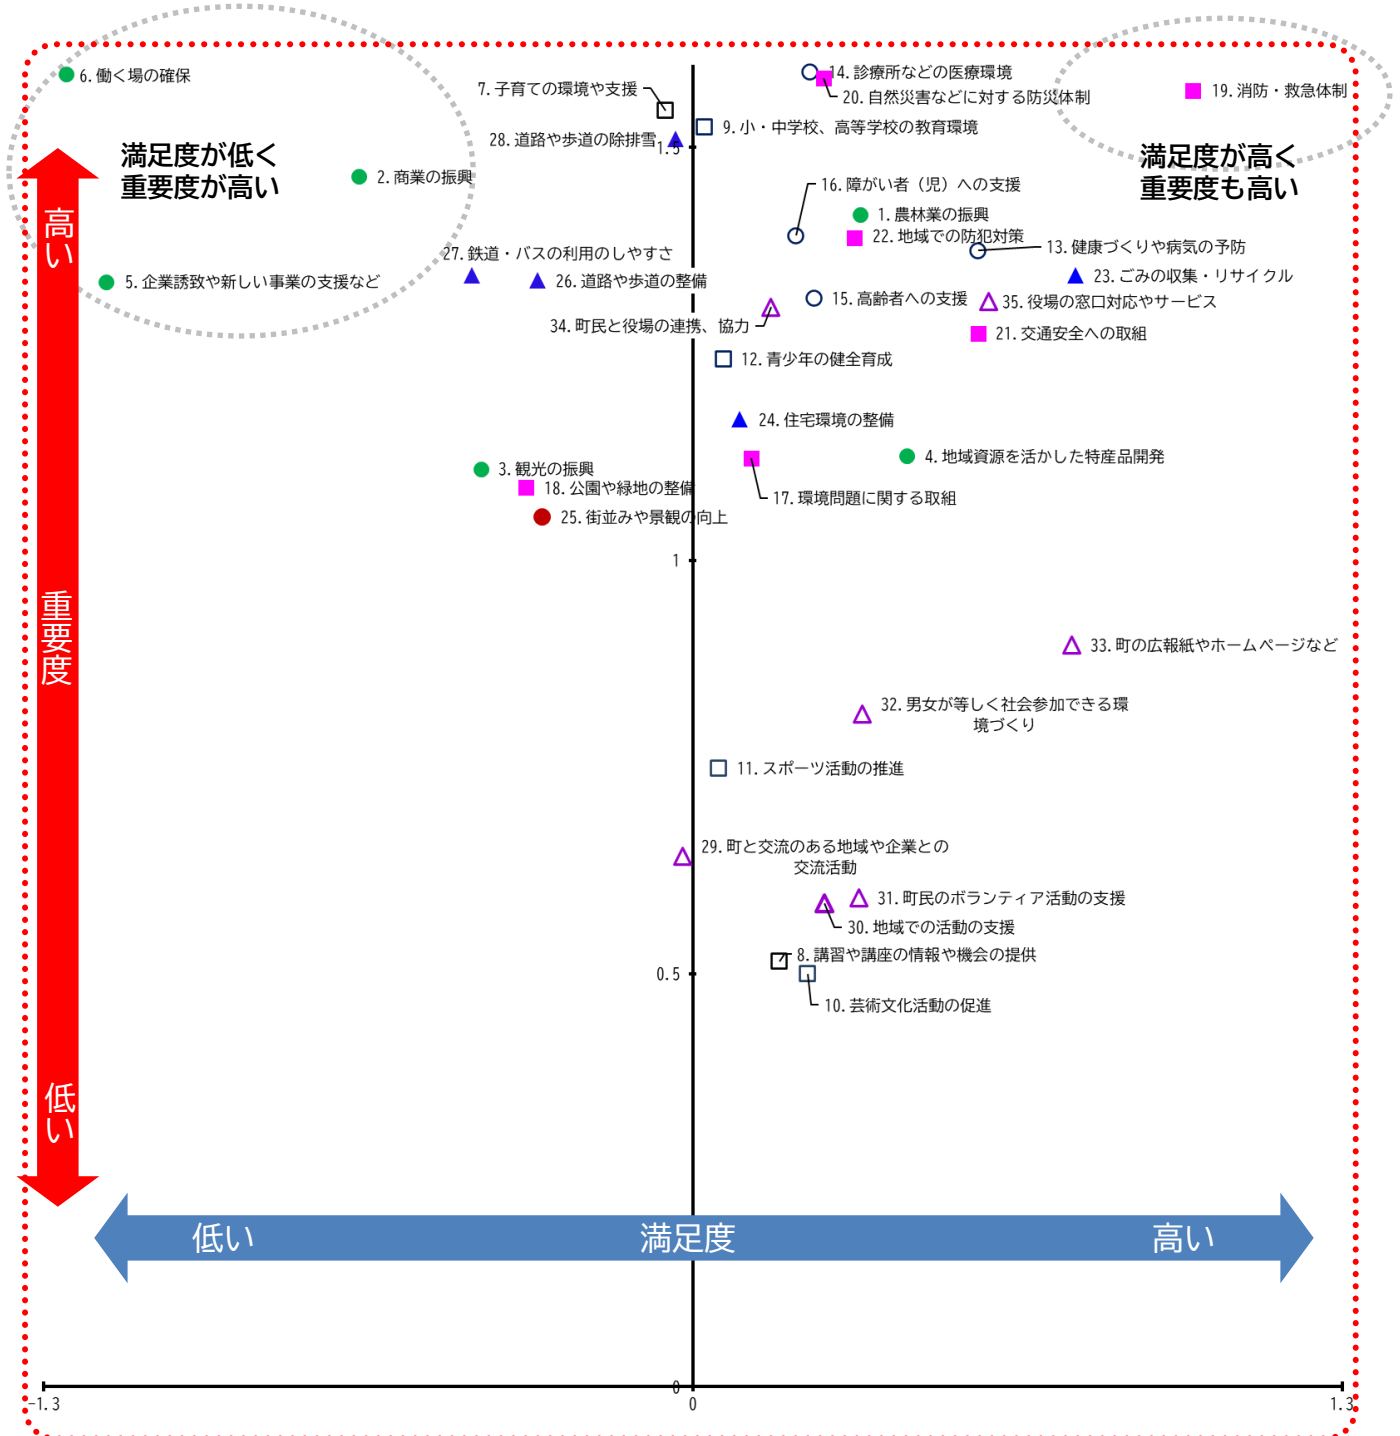 6.働く場の確保
7.子育ての環境や支援
14.診療所などの医療環境
20.自然災害などに対する防災体制
19.消防・救急体制
28.道路や歩道の除排雪
9.小・中学校、高等学校の教育環境
1.5
満足度が低く
重要度が高い
満足度が高く
重要度も高い
2.商業の振興
16.障がい者（児）への支援
1.農林業の振興
22.地域での防犯対策
13.健康づくりや病気の予防
27.鉄道・バスの利用のしやすさ
5.企業誘致や新しい事業の支援など
26.道路や歩道の整備
23.ごみの収集・リサイクル
15.高齢者への支援
35.役場の窓口対応やサービス
34.町民と役場の連携、協力
21.交通安全への取組
12.青少年の健全育成
24.住宅環境の整備
4.地域資源を活かした特産品開発
3.観光の振興
18.公園や緑地の整備
17.環境問題に関する取組
25.街並みや景観の向上
1
高い
重要度
低い
33.町の広報紙やホームページなど
32.男女が等しく社会参加できる環
境づくり
11.スポーツ活動の推進
29.町と交流のある地域や企業との
交流活動
31.町民のボランティア活動の支援
30.地域での活動の支援
8.講習や講座の情報や機会の提供
0.5
10.芸術文化活動の促進
低い
満足度
高い
0
-1.3
0
1.3